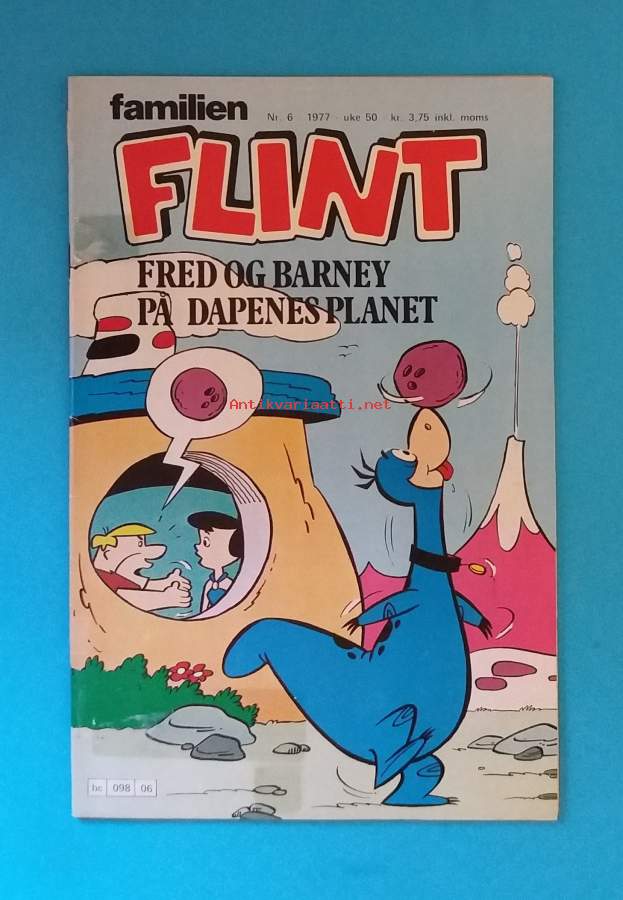 familien
Nr. 6 1977 - uke 50 - kr. 3,75 inkl. moms
FLINT
FRED OG BARNEY
PÅ DAPENES PLANET
Antikvariaatti.net
hc 098 06